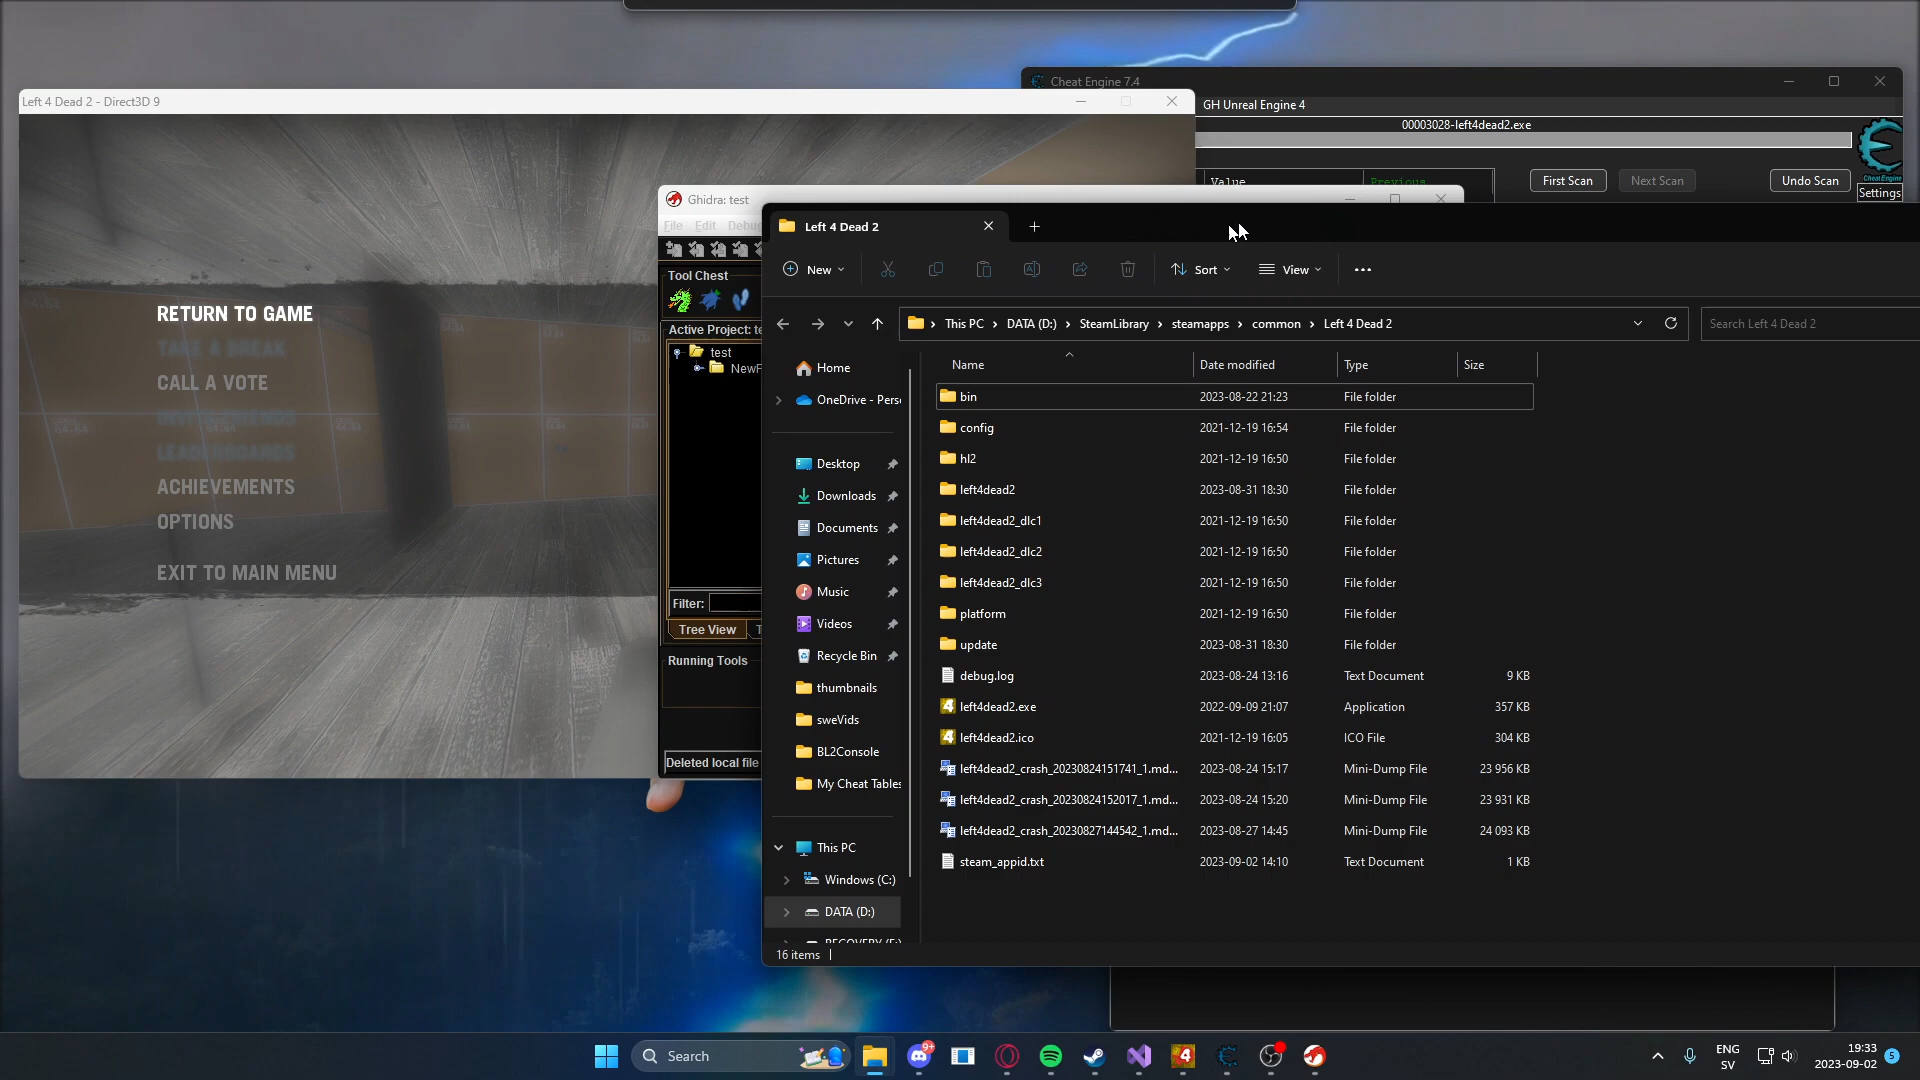 Left 4 Dead 2 - Direct3D 9
RETURN TO GAME
TAKE A BREAK
CALL A VOTE
LEADERBOARDS
ACHIEVEMENTS
OPTIONS
EXIT TO MAIN MENU
Cheat Engine 7.4
GH Unreal Engine 4
00003028-left4dead2.exe
Value
Previous
First Scan
Next Scan
Undo Scan
Settings
Ghidra: test
File Edit Debu
Tool Chest
Active Project: te
test
NewF
Filter:
Tree View
Running Tools
Deleted local file
Left 4 Dead 2
New
Sort
View
This PC > DATA (D:) > SteamLibrary > steamapps > common > Left 4 Dead 2
Search Left 4 Dead 2
Home
OneDrive - Perso
Desktop
Downloads
Documents
Pictures
Music
Videos
Recycle Bin
thumbnails
sweVids
BL2Console
My Cheat Tables
This PC
Windows (C:)
DATA (D:)
RECOVERY (E:)
Name Date modified Type Size
bin 2023-08-22 21:23 File folder
config 2021-12-19 16:54 File folder
hl2 2021-12-19 16:50 File folder
left4dead2 2023-08-31 18:30 File folder
left4dead2_dlc1 2021-12-19 16:50 File folder
left4dead2_dlc2 2021-12-19 16:50 File folder
left4dead2_dlc3 2021-12-19 16:50 File folder
platform 2021-12-19 16:50 File folder
update 2023-08-31 18:30 File folder
debug.log 2023-08-24 13:16 Text Document 9 KB
left4dead2.exe 2022-09-09 21:07 Application 357 KB
left4dead2.ico 2021-12-19 16:05 ICO File 304 KB
left4dead2_crash_20230824151741_1.md... 2023-08-24 15:17 Mini-Dump File 23 956 KB
left4dead2_crash_20230824152017_1.md... 2023-08-24 15:20 Mini-Dump File 23 931 KB
left4dead2_crash_20230827144542_1.md... 2023-08-27 14:45 Mini-Dump File 24 093 KB
steam_appid.txt 2023-09-02 14:10 Text Document 1 KB
16 items
Search
9+
ENG
SV
19:33
2023-09-02
5